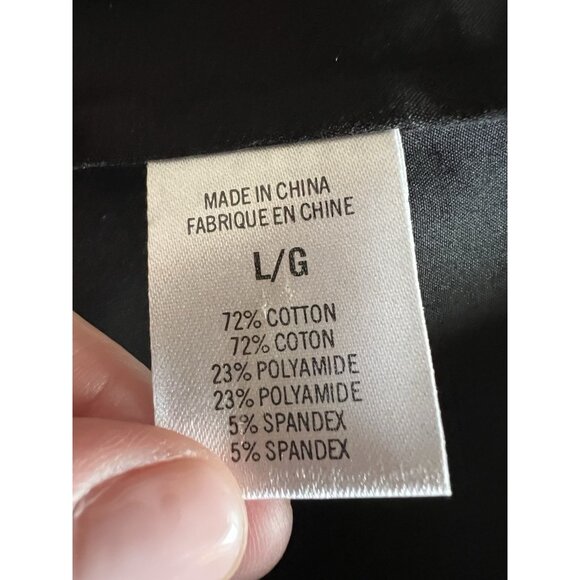 MADE IN CHINA
FABRIQUE EN CHINE
L/G
72% COTTON
72% COTON
23% POLYAMIDE
23% POLYAMIDE
5% SPANDEX
5% SPANDEX